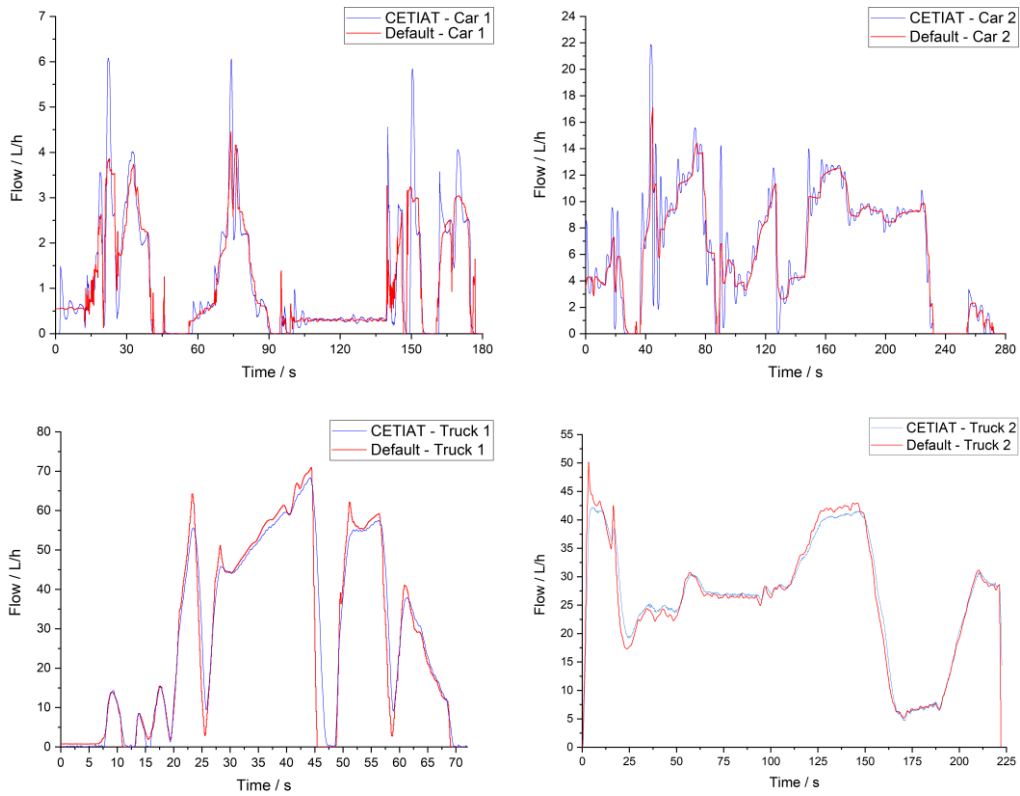 CETIAT - Car 1
Default - Car 1
7
6
5
4
3
2
1
0
Flow / L/h
0 30 60 90 120 150 180
Time / s
CETIAT - Car 2
Default - Car 2
24
22
20
18
16
14
12
10
8
6
4
2
0
Flow / L/h
0 40 80 120 160 200 240 280
Time / s
CETIAT - Truck 1
Default - Truck 1
80
70
60
50
40
30
20
10
0
Flow / L/h
0 5 10 15 20 25 30 35 40 45 50 55 60 65 70
Time / s
CETIAT - Truck 2
Default - Truck 2
55
50
45
40
35
30
25
20
15
10
5
0
Flow / L/h
0 25 50 75 100 125 150 175 200 225
Time / s